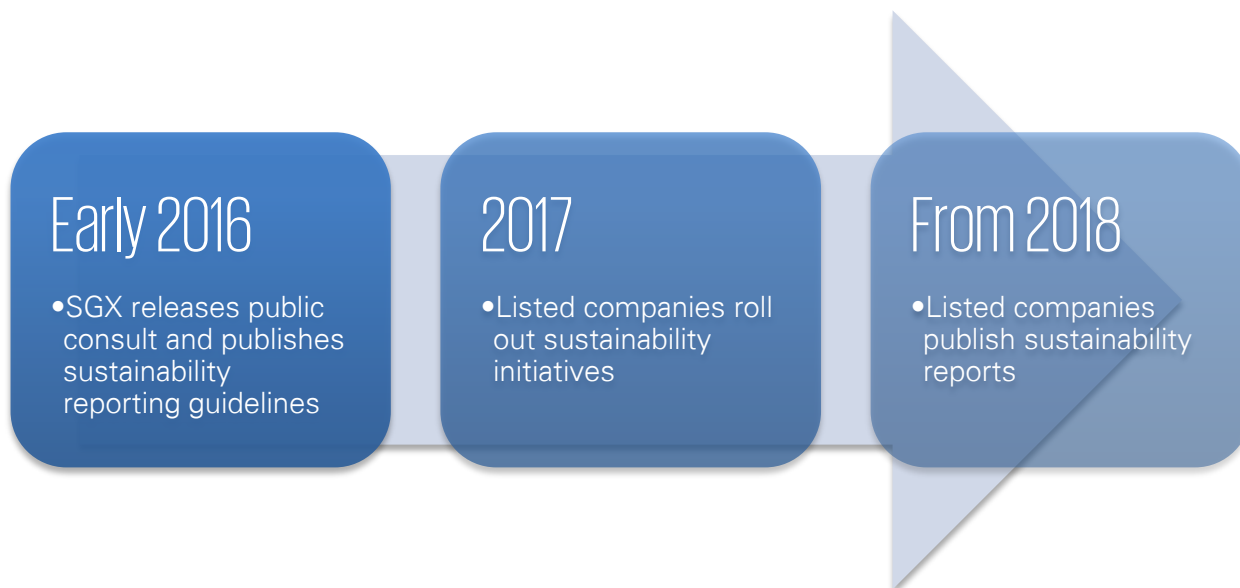 Early 2016
•SGX releases public
consult and publishes
sustainability
reporting guidelines
2017
•Listed companies roll
out sustainability
initiatives
From 2018
•Listed companies
publish sustainability
reports